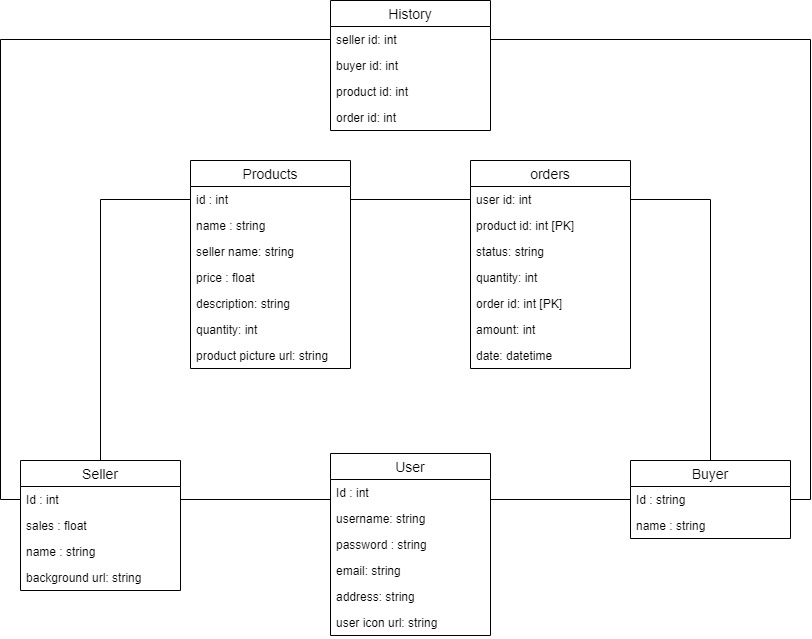 History
seller id: int
buyer id: int
product id: int
order id: int
Products
id : int
name : string
seller name: string
price : float
description: string
quantity: int
product picture url: string
orders
user id: int
product id: int [PK]
status: string
quantity: int
order id: int [PK]
amount: int
date: datetime
Seller
Id : int
sales : float
name : string
background url: string
User
Id : int
username: string
password : string
email: string
address: string
user icon url: string
Buyer
Id : string
name : string